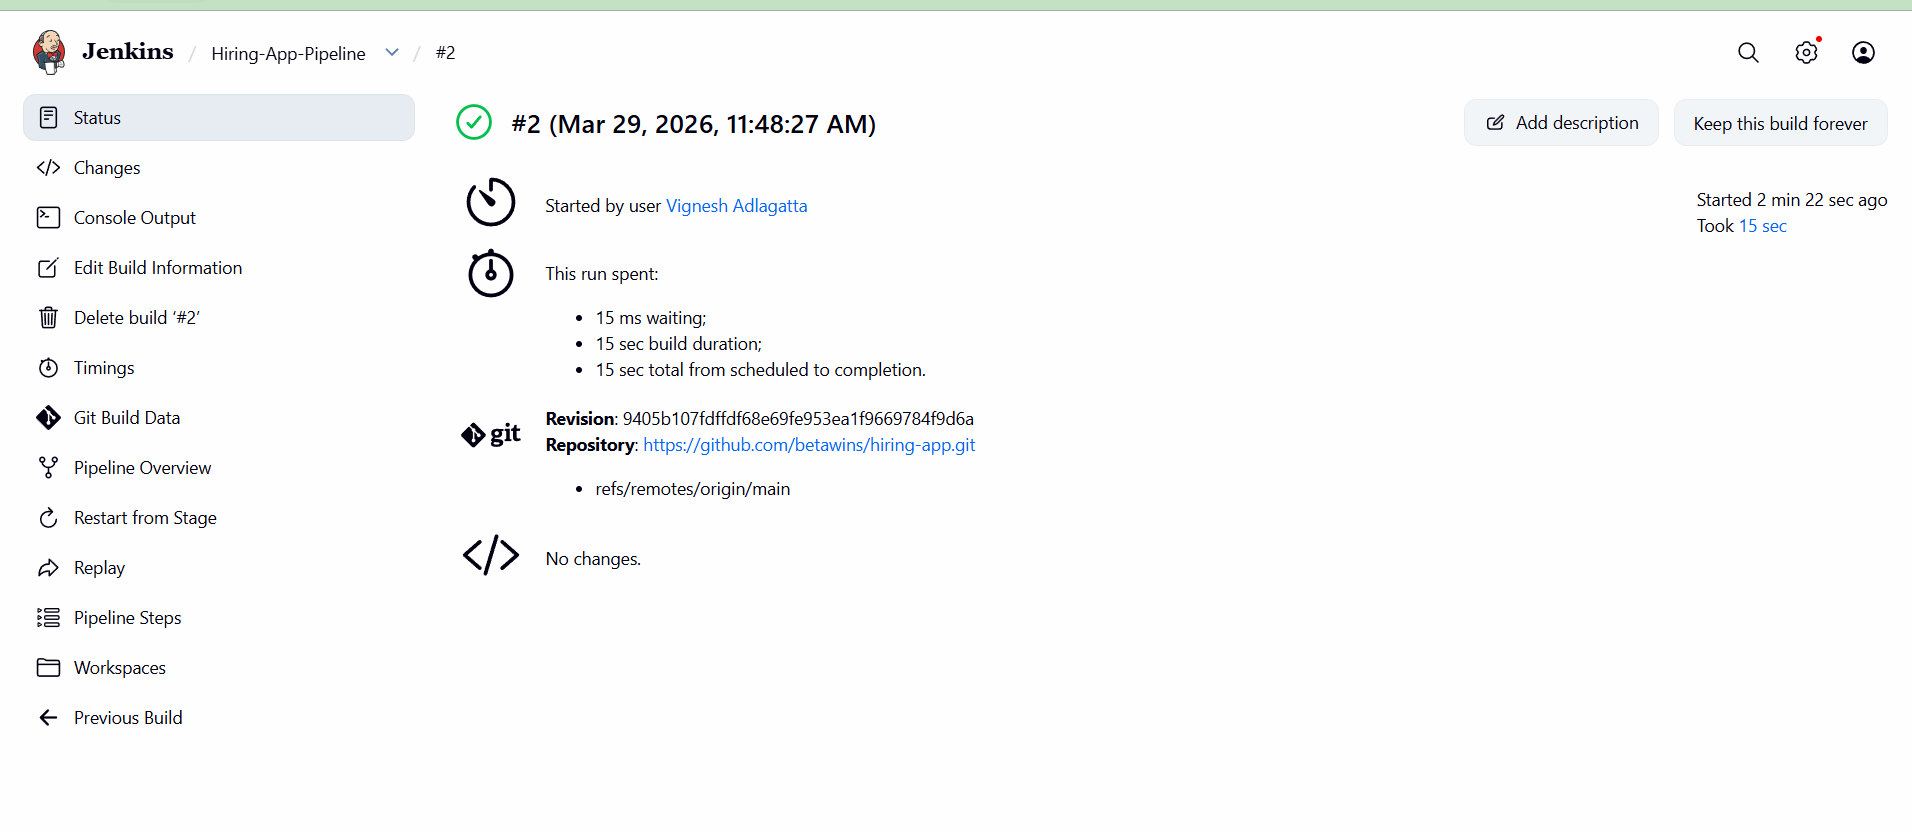 Jenkins / Hiring-App-Pipeline / #2
Status
Changes
Console Output
Edit Build Information
Delete build ‘#2’
Timings
Git Build Data
Pipeline Overview
Restart from Stage
Replay
Pipeline Steps
Workspaces
Previous Build
#2 (Mar 29, 2026, 11:48:27 AM)
Add description
Keep this build forever
Started by user Vignesh Adlagatta
Started 2 min 22 sec ago
Took 15 sec
This run spent:
• 15 ms waiting;
• 15 sec build duration;
• 15 sec total from scheduled to completion.
git
Revision: 9405b107fdffdf68e69fe953ea1f9669784f9d6a
Repository: https://github.com/betawins/hiring-app.git
• refs/remotes/origin/main
No changes.